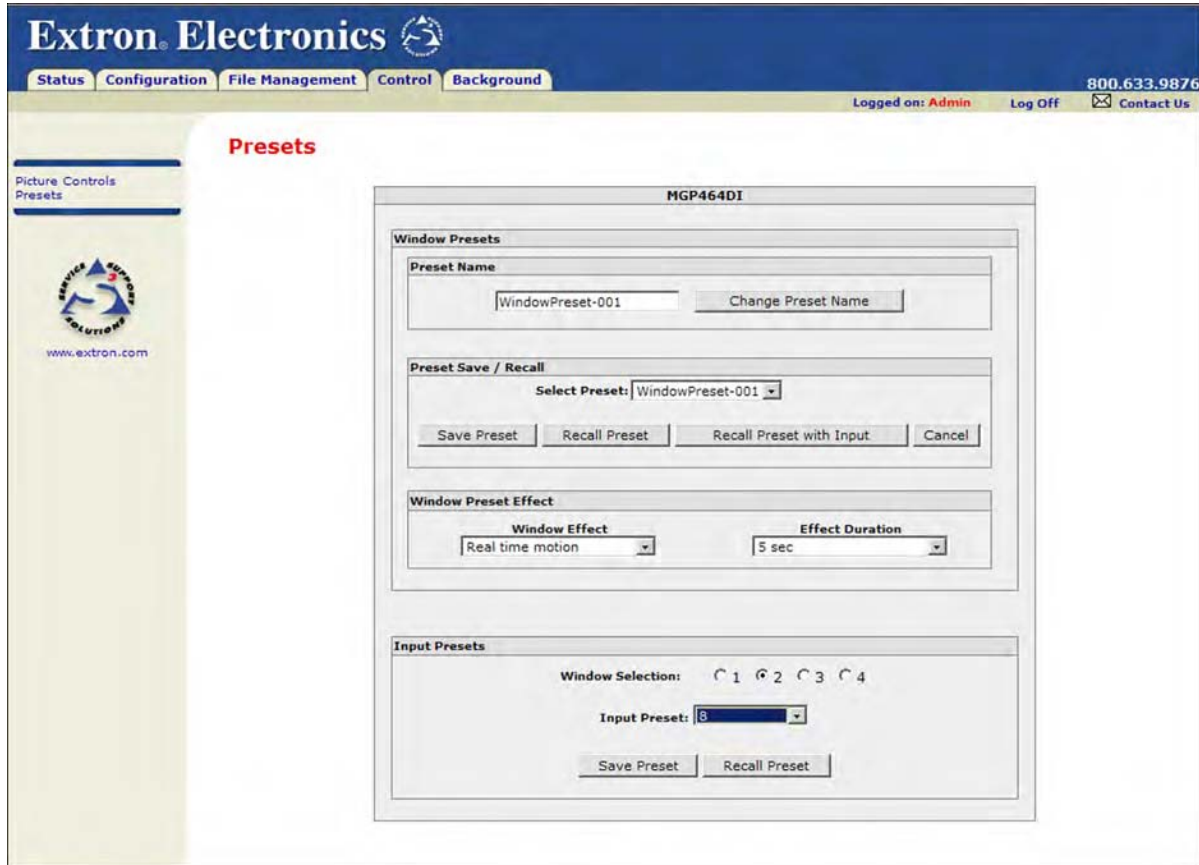 Extron® Electronics
Status Configuration File Management Control Background
800.633.9876
Logged on: Admin Log Off Contact Us
Presets
Picture Controls
Presets
SERVICE SUPPORT SOLUTIONS
3
www.extron.com
MGP464DI
Window Presets
Preset Name
WindowPreset-001 Change Preset Name
Preset Save / Recall
Select Preset: WindowPreset-001
Save Preset Recall Preset Recall Preset with Input Cancel
Window Preset Effect
Window Effect Effect Duration
Real time motion 5 sec
Input Presets
Window Selection: 1 2 3 4
Input Preset: 8
Save Preset Recall Preset